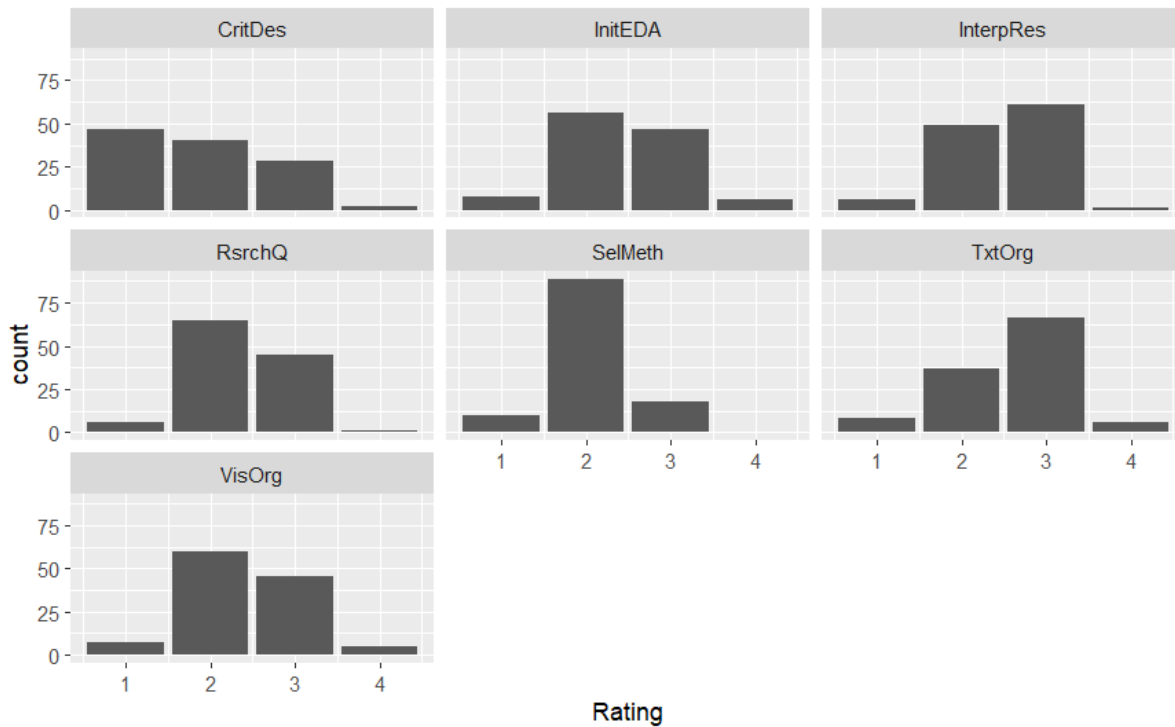 CritDes InitEDA InterpRes
75
50
25
0
RsrchQ SelMeth TxtOrg
75
50
25
0
1 2 3 4 1 2 3 4
VisOrg
75
50
25
0
1 2 3 4
count
Rating